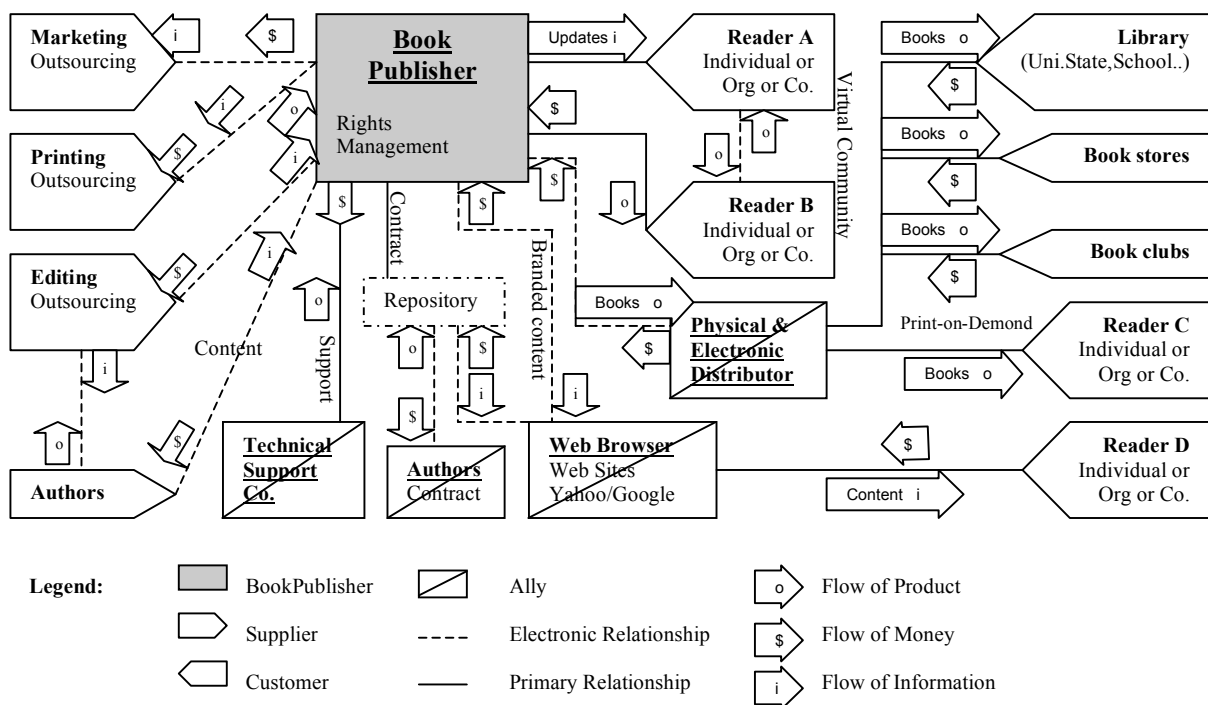 Marketing
Outsourcing
i
$
Book
Publisher
Rights
Management
Updates i
$
Reader A
Individual or
Org or Co.
Virtual Community
Books o
$
Library
(Uni.State,School..)
Printing
Outsourcing
i
$
o
i
$
$
o
o
o
Books o
$
Book stores
Reader B
Individual or
Org or Co.
Books o
$
Book clubs
Editing
Outsourcing
$
i
i
Content
$
o
Support
Contract
Repository
o
$
$
i
Branded content
i
Books o
$
Physical &
Electronic
Distributor
Print-on-Demand
Books o
Reader C
Individual or
Org or Co.
o
$
Authors
Technical
Support
Co.
Authors
Contract
Web Browser
Web Sites
Yahoo/Google
$
Content i
Reader D
Individual or
Org or Co.
Legend:
BookPublisher
Ally
o
Flow of Product
Supplier
Electronic Relationship
$
Flow of Money
Customer
Primary Relationship
i
Flow of Information